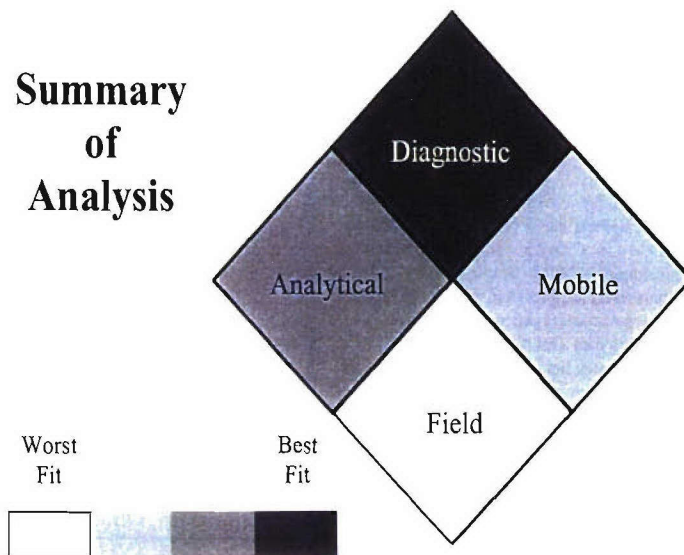 Summary
of
Analysis
Diagnostic
Analytical
Mobile
Field
Worst
Fit
Best
Fit